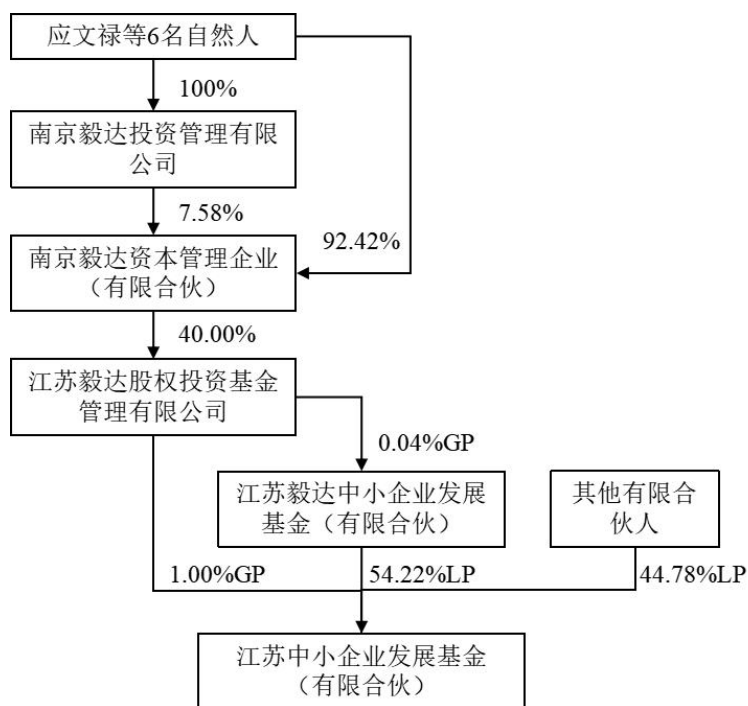 应文禄等6名自然人
100%
南京毅达投资管理有限
公司
7.58%
92.42%
南京毅达资本管理企业
（有限合伙）
40.00%
江苏毅达股权投资基金
管理有限公司
0.04%GP
江苏毅达中小企业发展
基金（有限合伙）
其他有限合
伙人
1.00%GP
54.22%LP
44.78%LP
江苏中小企业发展基金
（有限合伙）